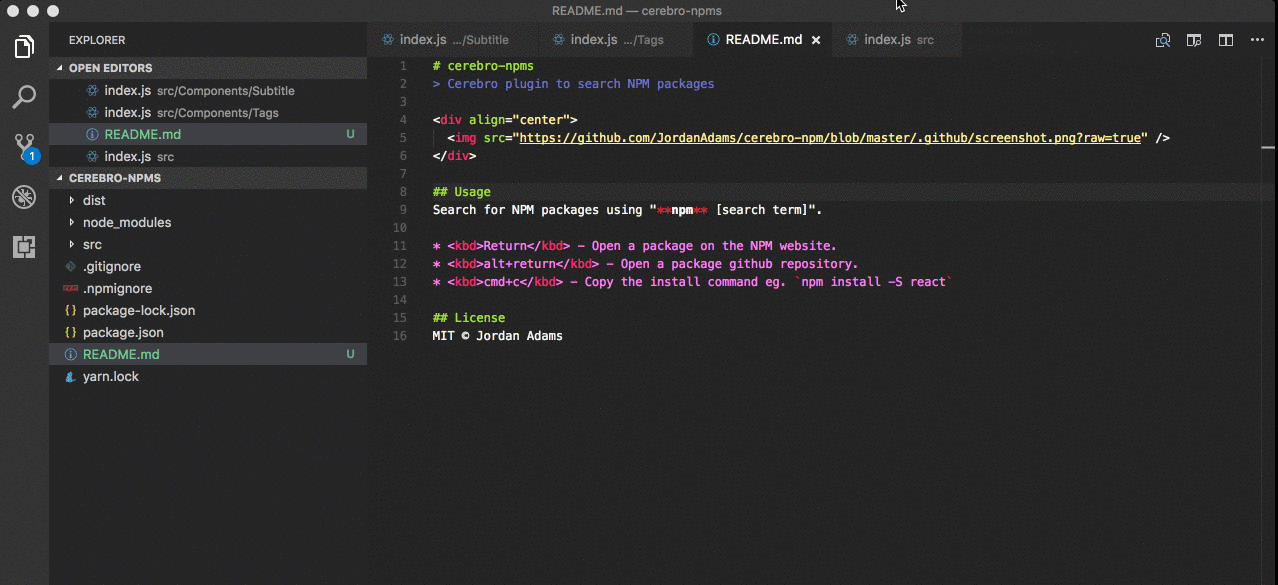 README.md — cerebro-npms
EXPLORER
OPEN EDITORS
index.js src/Components/Subtitle
index.js src/Components/Tags
README.md U
index.js src
CEREBRO-NPMS
dist
node_modules
src
.gitignore
.npmignore
package-lock.json
package.json
README.md U
yarn.lock
1
index.js .../Subtitle
index.js .../Tags
README.md
index.js src
1 # cerebro-npms
2 > Cerebro plugin to search NPM packages
3
4 <div align="center">
5 <img src="https://github.com/JordanAdams/cerebro-npm/blob/master/.github/screenshot.png?raw=true" />
6 </div>
7
8 ## Usage
9 Search for NPM packages using "**npm** [search term]".
10
11 * <kbd>Return</kbd> - Open a package on the NPM website.
12 * <kbd>alt+return</kbd> - Open a package github repository.
13 * <kbd>cmd+c</kbd> - Copy the install command eg. `npm install -S react`
14
15 ## License
16 MIT © Jordan Adams